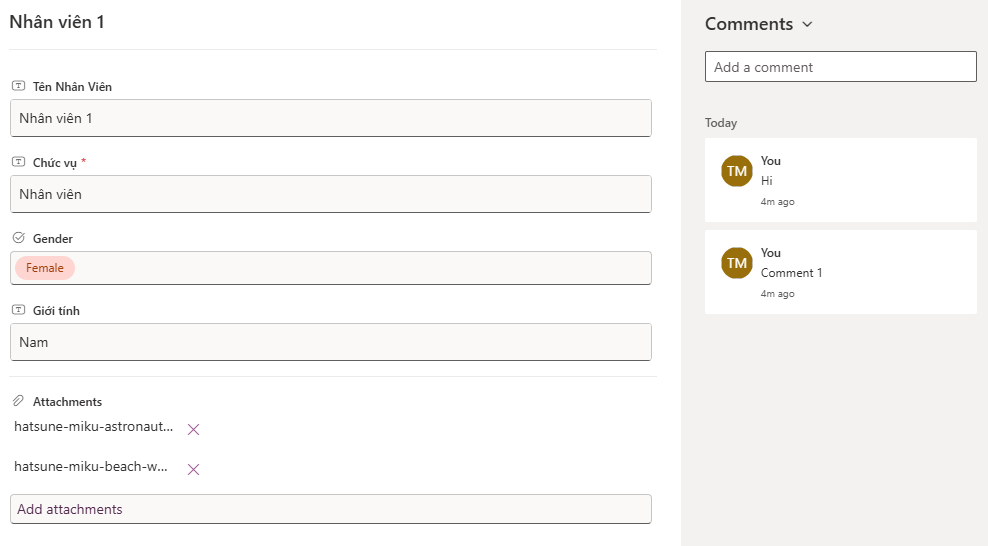 Nhân viên 1
Tên Nhân Viên
Nhân viên 1
Chức vụ *
Nhân viên
Gender
Female
Giới tính
Nam
Attachments
hatsune-miku-astronaut...
hatsune-miku-beach-w...
Add attachments
Comments
Add a comment
Today
TM
You
Hi
4m ago
TM
You
Comment 1
4m ago